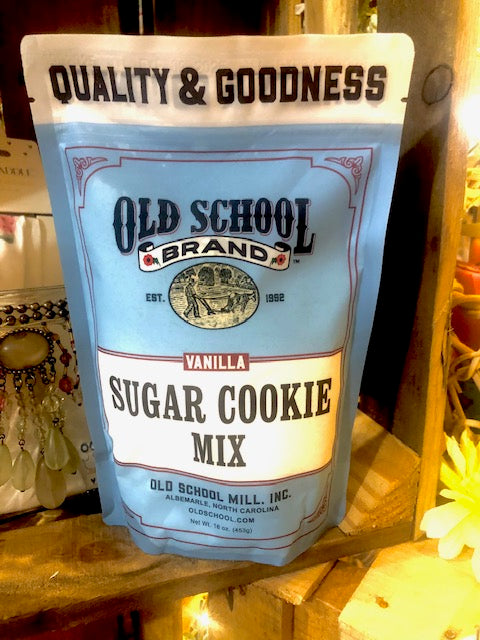 QUALITY & GOODNESS
OLD SCHOOL
BRAND™
EST. 1992
VANILLA
SUGAR COOKIE
MIX
OLD SCHOOL MILL, INC.
ALBEMARLE, NORTH CAROLINA
OLDSCHOOL.COM
Net Wt. 16 oz. (453g)